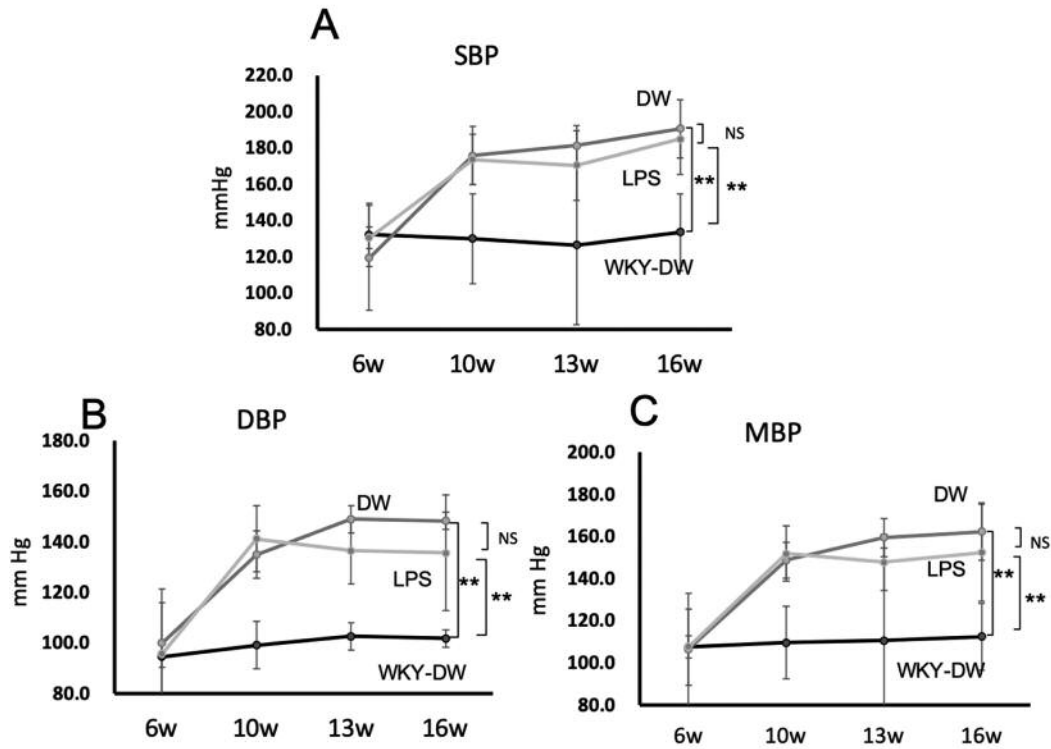 A
SBP
220.0
200.0
180.0
160.0
140.0
120.0
100.0
80.0
mmHg
DW
NS
LPS
**
**
WKY-DW
6w
10w
13w
16w
B
DBP
180.0
160.0
140.0
120.0
100.0
80.0
mm Hg
DW
NS
LPS
**
**
WKY-DW
6w
10w
13w
16w
C
MBP
200.0
180.0
160.0
140.0
120.0
100.0
80.0
mm Hg
DW
NS
LPS
**
**
WKY-DW
6w
10w
13w
16w